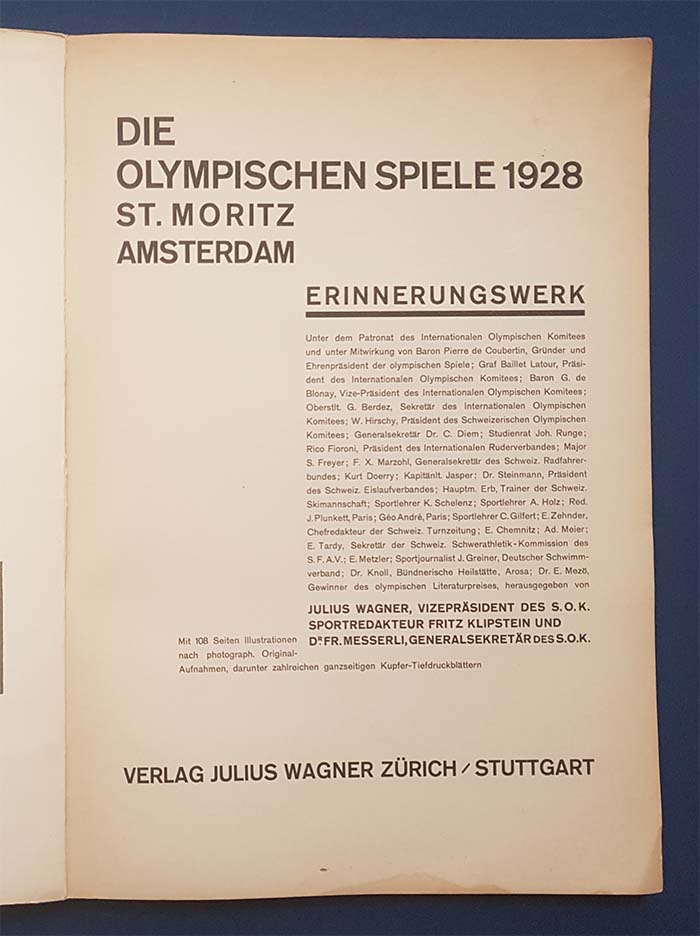 DIE
OLYMPISCHEN SPIELE 1928
ST. MORITZ
AMSTERDAM
ERINNERUNGSWERK
Unter dem Patronat des Internationalen Olympischen Komitees
und unter Mitwirkung von Baron Pierre de Coubertin, Gründer und
Ehrenpräsident der olympischen Spiele; Graf Baillet Latour, Präsi-
dent des Internationalen Olympischen Komitees; Baron G. de
Blonay, Vize-Präsident des Internationalen Olympischen Komitees;
Oberstlt. G. Berdez, Sekretär des Internationalen Olympischen
Komitees; W. Hirschy, Präsident des Schweizerischen Olympischen
Komitees; Generalsekretär Dr. C. Diem; Studienrat Joh. Runge;
Rico Fioroni, Präsident des Internationalen Ruderverbandes; Major
S. Freyer; F. X. Marzohl, Generalsekretär des Schweiz. Radfahrer-
bundes; Kurt Doerry; Kapitänlt. Jasper; Dr. Steinmann, Präsident
des Schweiz. Eislaufverbandes; Hauptm. Erb, Trainer der Schweiz.
Skimannschaft; Sportlehrer K. Schelenz; Sportlehrer A. Holz; Red.
J. Plunkett, Paris; Géo André, Paris; Sportlehrer C. Gilfert; E. Zehnder,
Chefredakteur der Schweiz. Turnzeitung; E. Chemnitz; Ad. Meier;
E. Tardy, Sekretär der Schweiz. Schwerathletik-Kommission des
S. F. A. V.; E. Metzler; Sportjournalist J. Greiner, Deutscher Schwimm-
verband; Dr. Knoll, Bündnerische Heilstätte, Arosa; Dr. E. Mezö,
Gewinner des olympischen Literaturpreises, herausgegeben von
JULIUS WAGNER, VIZEPRÄSIDENT DES S.O.K.
SPORTREDAKTEUR FRITZ KLIPSTEIN UND
DR. FR. MESSERLI, GENERALSEKRETÄR DES S.O.K.
Mit 108 Seiten Illustrationen
nach photograph. Original-
Aufnahmen, darunter zahlreichen ganzseitigen Kupfer-Tiefdruckblättern
VERLAG JULIUS WAGNER ZÜRICH / STUTTGART